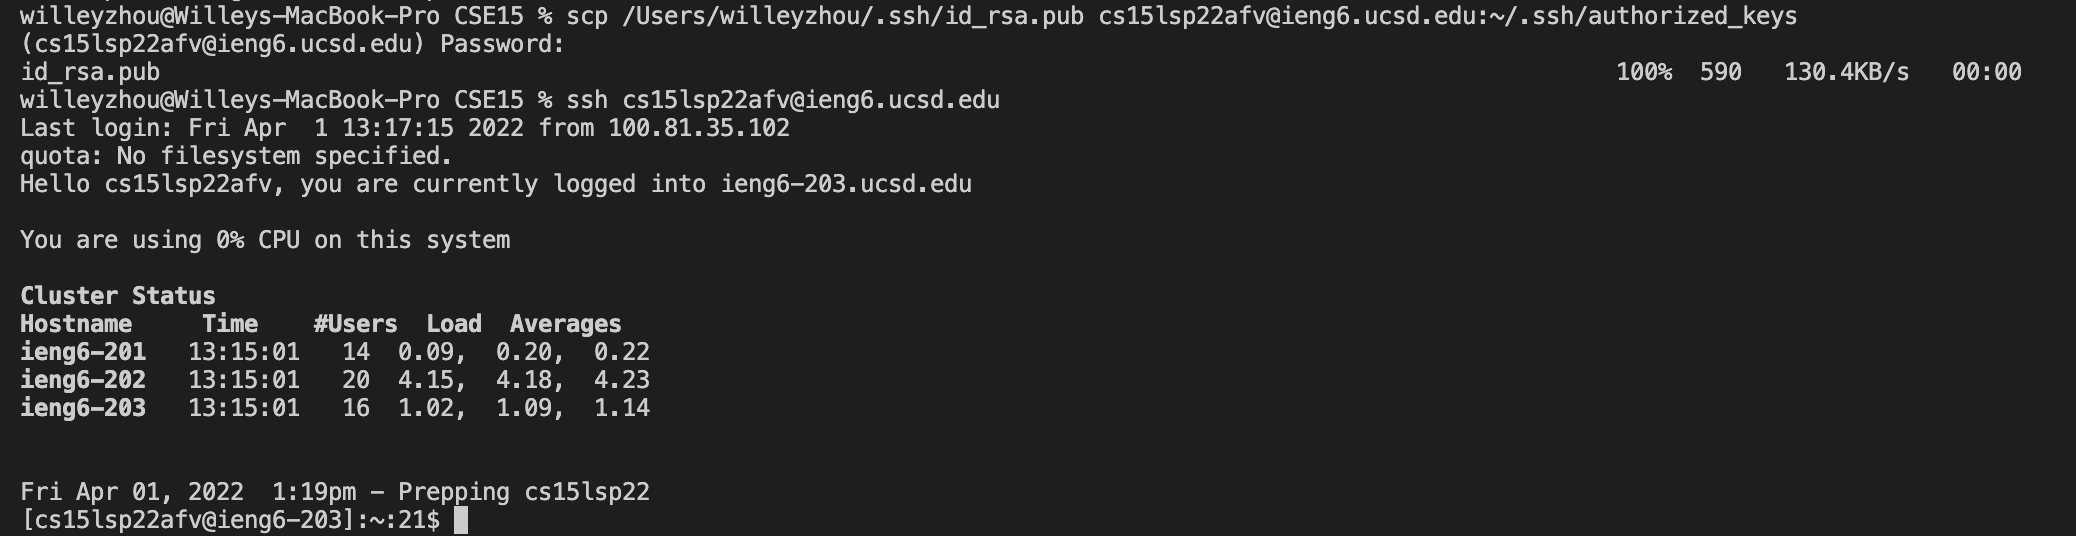 willeyzhou@Willeys-MacBook-Pro CSE15 % scp /Users/willeyzhou/.ssh/id_rsa.pub cs15lsp22afv@ieng6.ucsd.edu:~/.ssh/authorized_keys
(cs15lsp22afv@ieng6.ucsd.edu) Password:
id_rsa.pub 100% 590 130.4KB/s 00:00
willeyzhou@Willeys-MacBook-Pro CSE15 % ssh cs15lsp22afv@ieng6.ucsd.edu
Last login: Fri Apr  1 13:17:15 2022 from 100.81.35.102
quota: No filesystem specified.
Hello cs15lsp22afv, you are currently logged into ieng6-203.ucsd.edu
You are using 0% CPU on this system
Cluster Status
Hostname     Time    #Users  Load  Averages
ieng6-201   13:15:01   14  0.09,  0.20,  0.22
ieng6-202   13:15:01   20  4.15,  4.18,  4.23
ieng6-203   13:15:01   16  1.02,  1.09,  1.14
Fri Apr 01, 2022  1:19pm - Prepping cs15lsp22
[cs15lsp22afv@ieng6-203]:~:21$